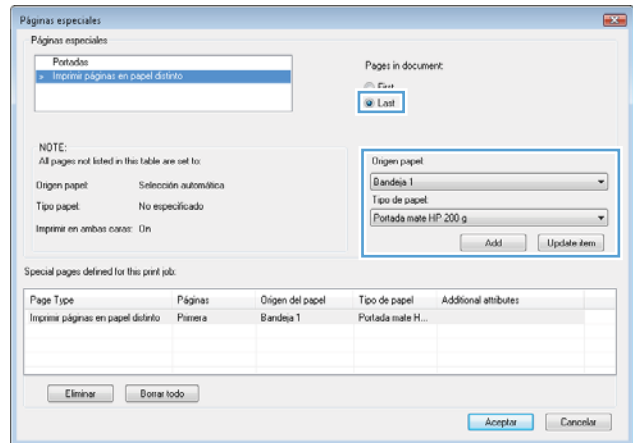 Páginas especiales
Páginas especiales
Portadas
» Imprimir páginas en papel distinto
Pages in document:
First
Last
NOTE:
All pages not listed in this table are set to:
Origen papel: Selección automática
Tipo papel: No especificado
Imprimir en ambas caras: On
Origen papel:
Bandeja 1
Tipo de papel:
Portada mate HP 200 g
Add Update item
Special pages defined for this print job:
Page Type Páginas Origen del papel Tipo de papel Additional attributes
Imprimir páginas en papel distinto Primera Bandeja 1 Portada mate H...
Eliminar Borrar todo
Aceptar Cancelar